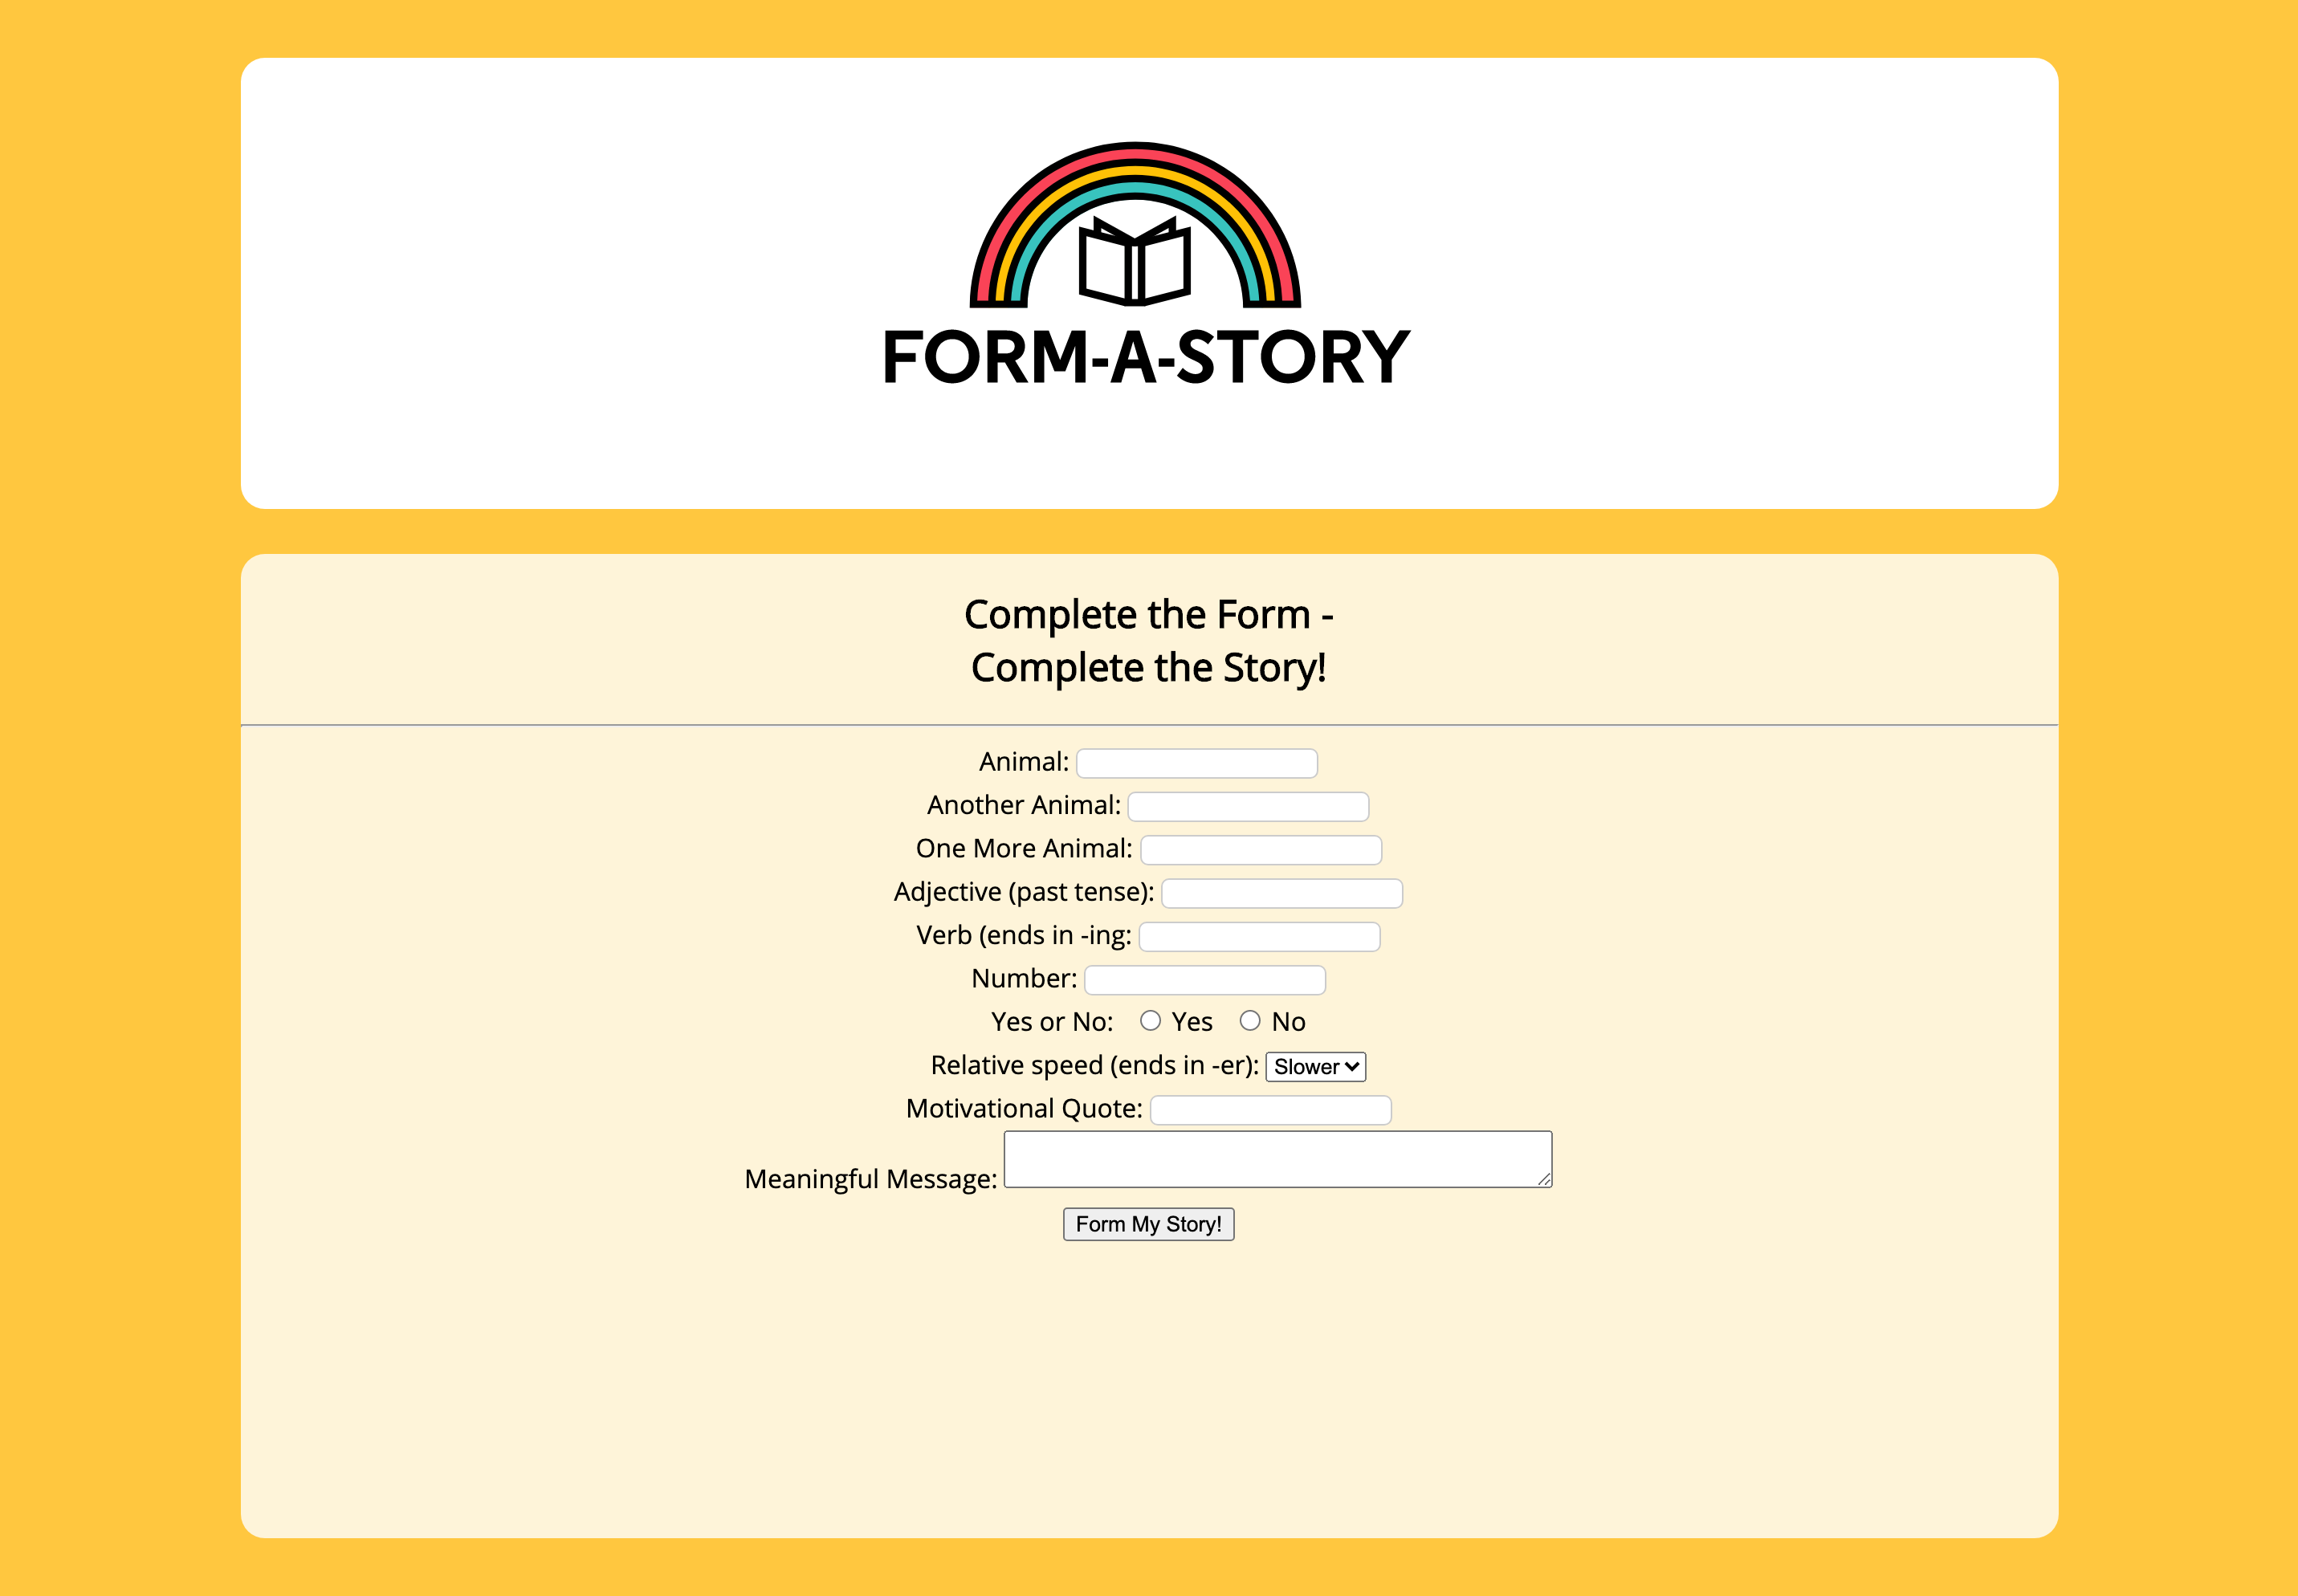 FORM-A-STORY
Complete the Form -
Complete the Story!
Animal:
Another Animal:
One More Animal:
Adjective (past tense):
Verb (ends in -ing:
Number:
Yes or No: Yes No
Relative speed (ends in -er): Slower
Motivational Quote:
Meaningful Message:
Form My Story!